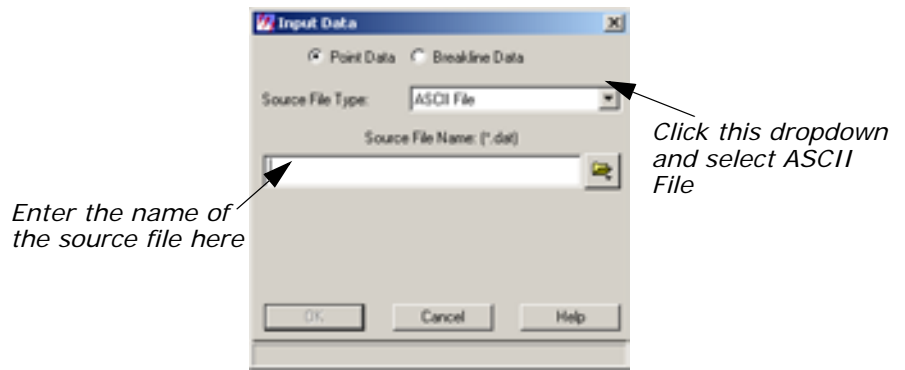 Input Data
Point Data Breakline Data
Source File Type: ASCII File
Source File Name: (*.dat)
Click this dropdown
and select ASCII
File
Enter the name of
the source file here
OK Cancel Help